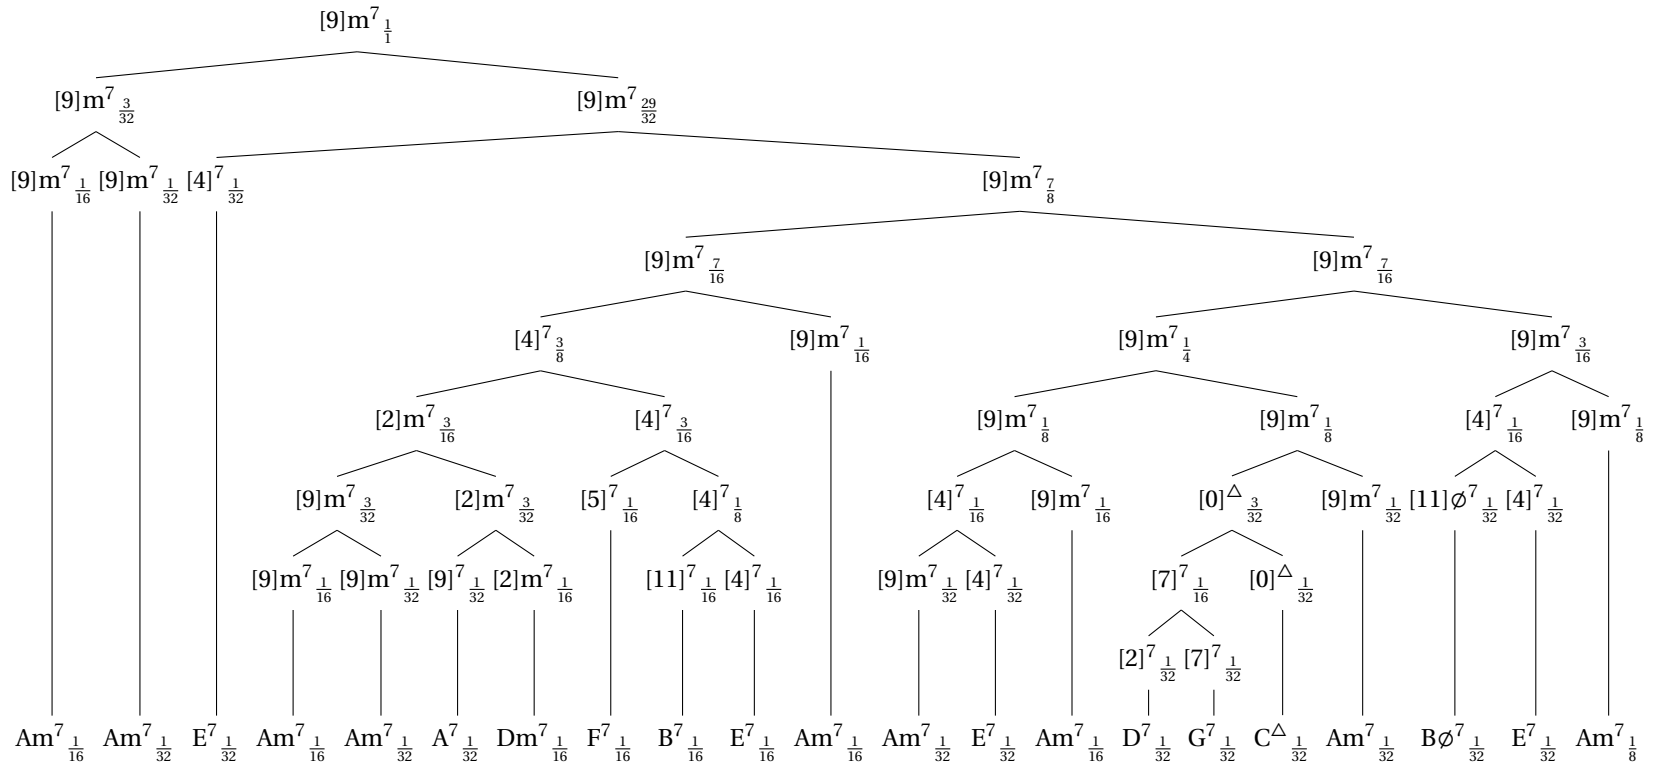 [9]m⁷ 1/1
[9]m⁷ 3/32 [9]m⁷ 29/32
[9]m⁷ 1/16 [9]m⁷ 1/32 [4]⁷ 1/32 [9]m⁷ 7/8
[9]m⁷ 7/16 [9]m⁷ 7/16
[4]⁷ 3/8 [9]m⁷ 1/16 [9]m⁷ 1/4 [9]m⁷ 3/16
[2]m⁷ 3/16 [4]⁷ 3/16 [9]m⁷ 1/8 [9]m⁷ 1/8 [4]⁷ 1/16 [9]m⁷ 1/8
[9]m⁷ 3/32 [2]m⁷ 3/32 [5]⁷ 1/16 [4]⁷ 1/8 [4]⁷ 1/16 [9]m⁷ 1/16 [0]△ 3/32 [9]m⁷ 1/32 [11]∅⁷ 1/32 [4]⁷ 1/32
[9]m⁷ 1/16 [9]m⁷ 1/32 [9]⁷ 1/32 [2]m⁷ 1/16 [11]⁷ 1/16 [4]⁷ 1/16 [9]m⁷ 1/32 [4]⁷ 1/32 [7]⁷ 1/16 [0]△ 1/32
[2]⁷ 1/32 [7]⁷ 1/32
Am⁷ 1/16 Am⁷ 1/32 E⁷ 1/32 Am⁷ 1/16 Am⁷ 1/32 A⁷ 1/32 Dm⁷ 1/16 F⁷ 1/16 B⁷ 1/16 E⁷ 1/16 Am⁷ 1/16 Am⁷ 1/32 E⁷ 1/32 Am⁷ 1/16 D⁷ 1/32 G⁷ 1/32 C△ 1/32 Am⁷ 1/32 B∅⁷ 1/32 E⁷ 1/32 Am⁷ 1/8